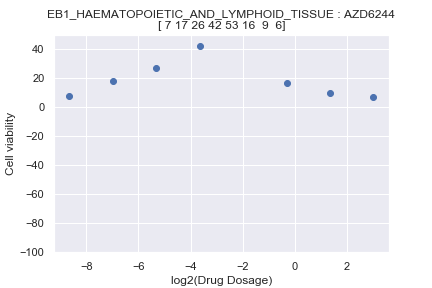 EB1_HAEMATOPOIETIC_AND_LYMPHOID_TISSUE : AZD6244
[ 7 17 26 42 53 16  9  6]
40
20
0
−20
−40
−60
−80
−100
Cell viability
−8 −6 −4 −2 0 2
log2(Drug Dosage)